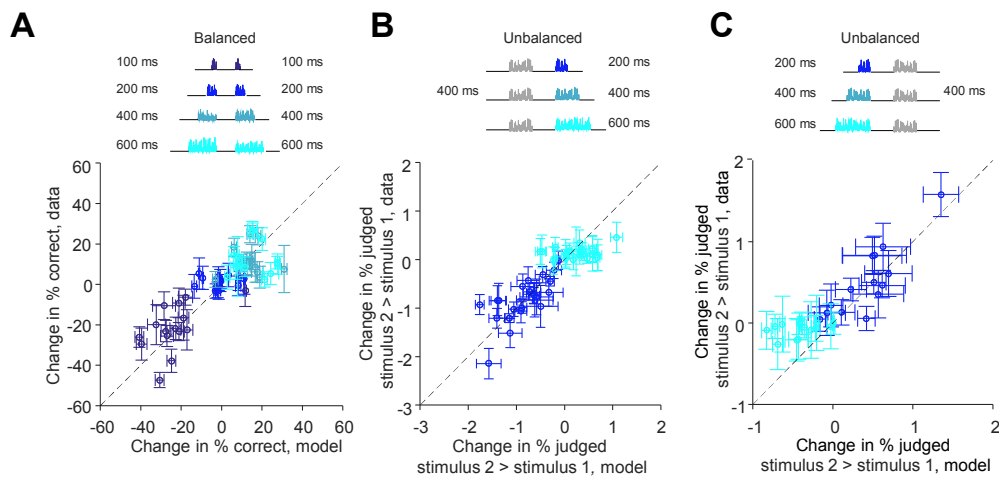 A
Balanced
100 ms 100 ms
200 ms 200 ms
400 ms 400 ms
600 ms 600 ms
60
40
20
0
-20
-40
-60
-60 -40 -20 0 20 40 60
Change in % correct, data
Change in % correct, model
B
Unbalanced
200 ms
400 ms 400 ms
600 ms
3
2
1
0
-1
-2
-3
-3 -2 -1 0 1 2
Change in % judged
stimulus 2 > stimulus 1, data
Change in % judged
stimulus 2 > stimulus 1, model
C
Unbalanced
200 ms
400 ms 400 ms
600 ms
2
1
0
-1
-1 0 1 2
Change in % judged
stimulus 2 > stimulus 1, data
Change in % judged
stimulus 2 > stimulus 1, model